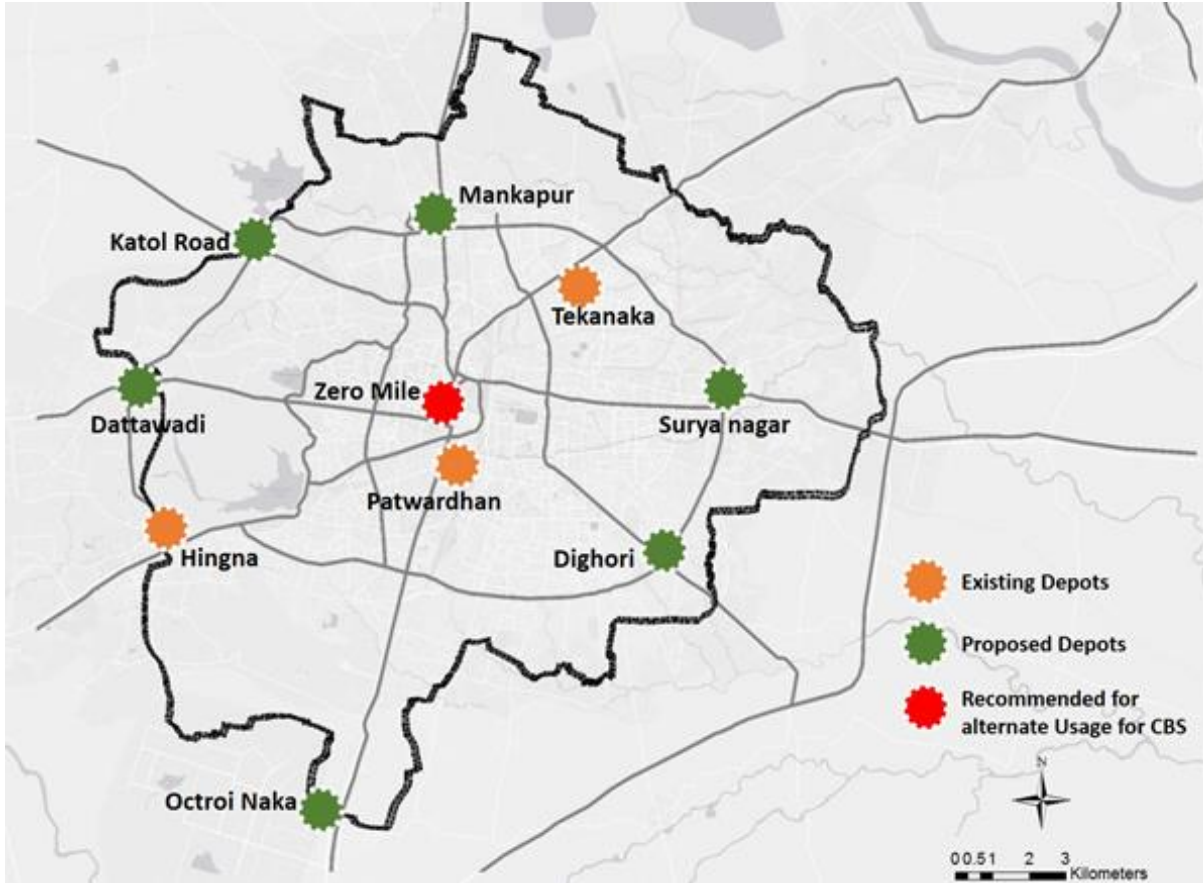 Mankapur
Katol Road
Tekanaka
Zero Mile
Dattawadi
Surya nagar
Patwardhan
Hingna
Dighori
Existing Depots
Proposed Depots
Recommended for
alternate Usage for CBS
Octroi Naka
N
0 0.5 1 2 3
Kilometers